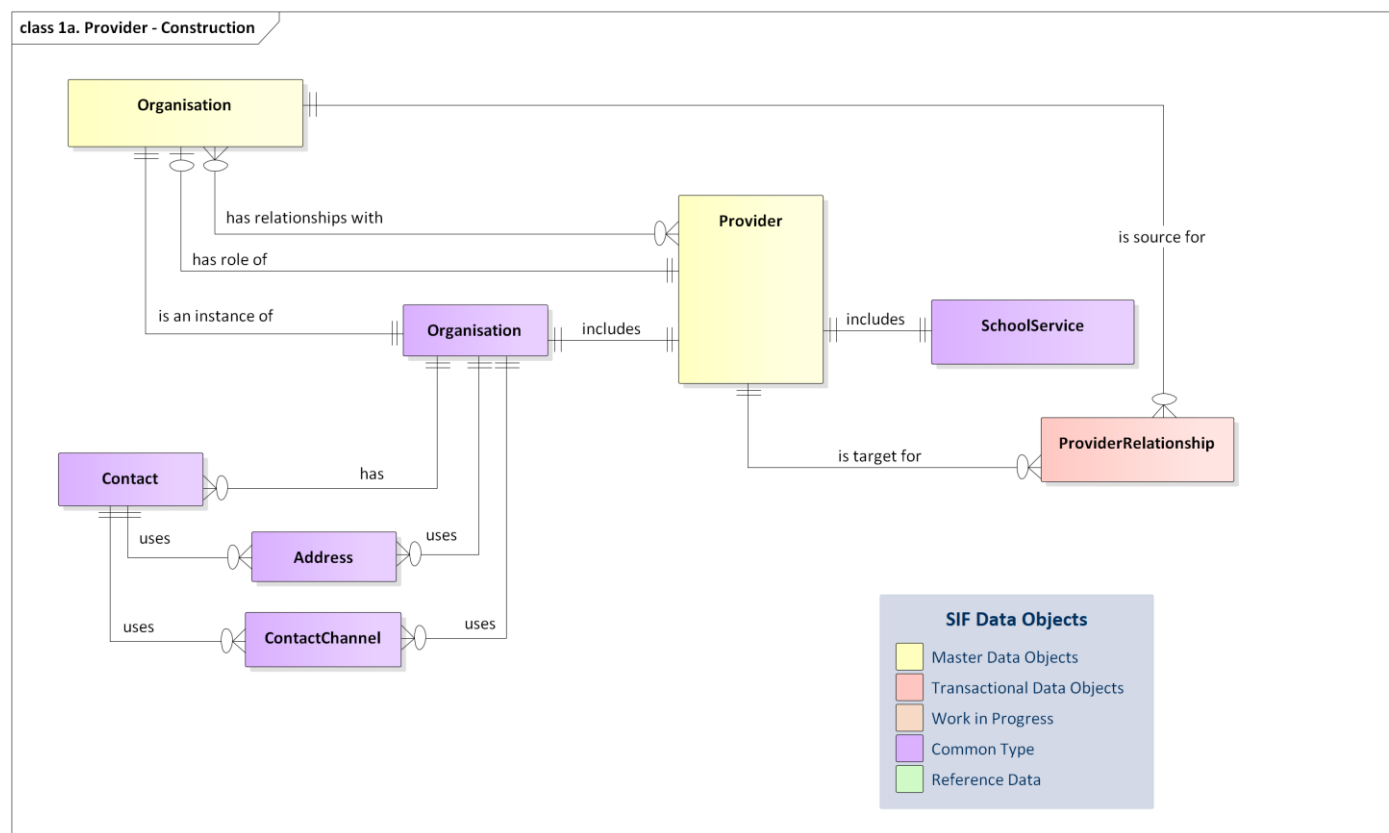 class 1a. Provider - Construction
Organisation
has relationships with
Provider
is source for
has role of
is an instance of
Organisation
includes
includes
SchoolService
ProviderRelationship
is target for
Contact
has
uses
Address
uses
uses
ContactChannel
uses
SIF Data Objects
Master Data Objects
Transactional Data Objects
Work in Progress
Common Type
Reference Data